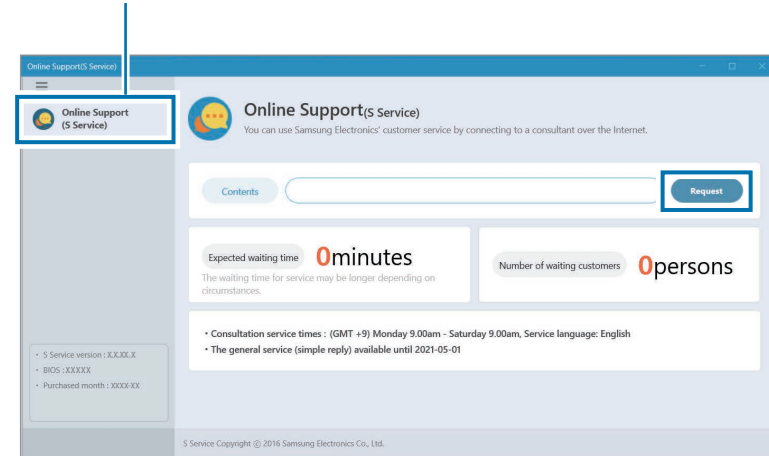 Online Support(S Service)
Online Support
(S Service)
Online Support(S Service)
You can use Samsung Electronics' customer service by connecting to a consultant over the Internet.
Contents
Request
Expected waiting time 0minutes
The waiting time for service may be longer depending on
circumstances.
Number of waiting customers 0persons
• Consultation service times : (GMT +9) Monday 9.00am - Saturday 9.00am, Service language: English
• The general service (simple reply) available until 2021-05-01
• S Service version : X.X.XX.X
• BIOS : XXXXX
• Purchased month : XXXX-XX
S Service Copyright ⓒ 2016 Samsung Electronics Co., Ltd.